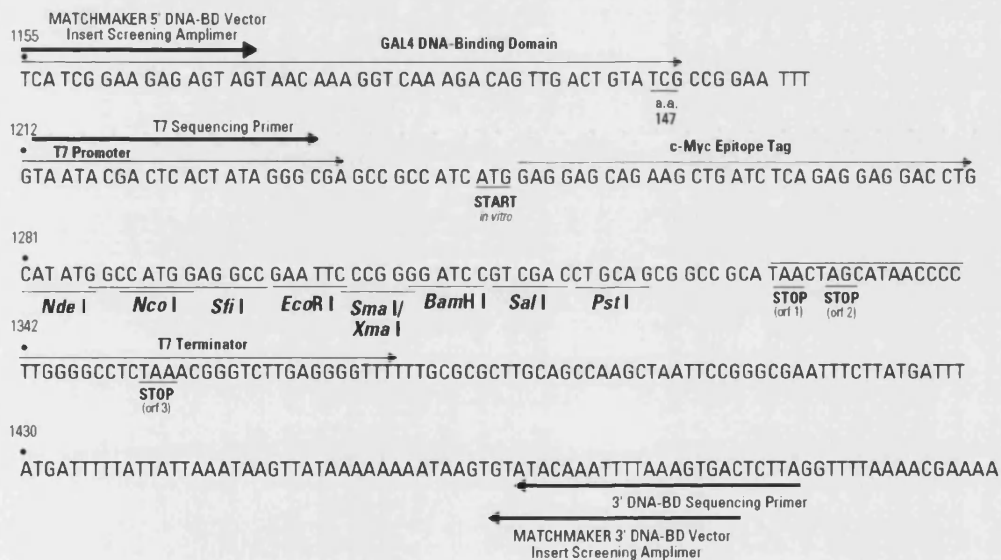 MATCHMAKER 5' DNA-BD Vector
Insert Screening Amplimer
1155
GAL4 DNA-Binding Domain
TCA TCG GAA GAG AGT AGT AAC AAA GGT CAA AGA CAG TTG ACT GTA TCG CCG GAA TTT
a.a.
147
T7 Sequencing Primer
1212
T7 Promoter
c-Myc Epitope Tag
GTA ATA CGA CTC ACT ATA GGG CGA GCC GCC ATC ATG GAG GAG CAG AAG CTG ATC TCA GAG GAG GAC CTG
START
in vitro
1281
CAT ATG GCC ATG GAG GCC GAA TTC CCG GGG ATC CGT CGA CCT GCA GCG GCC GCA TAACTAGCATAACCCC
Nde I
Nco I
Sfi I
EcoR I
Sma I/
Xma I
BamH I
Sal I
Pst I
STOP
(orf 1)
STOP
(orf 2)
1342
T7 Terminator
TTGGGGCCTCTAAACGGGTCTTGAGGGGTTTTTTGCGCGCTTGCAGCCAAGCTAATTCCGGGCGAATTTCTTATGATTT
STOP
(orf 3)
1430
ATGATTTTTATTATTAAATAAGTTATAAAAAAAATAAGTGTATACAAATTTTAAAGTGACTCTTAGGTTTTAAAACGAAAA
3' DNA-BD Sequencing Primer
MATCHMAKER 3' DNA-BD Vector
Insert Screening Amplimer